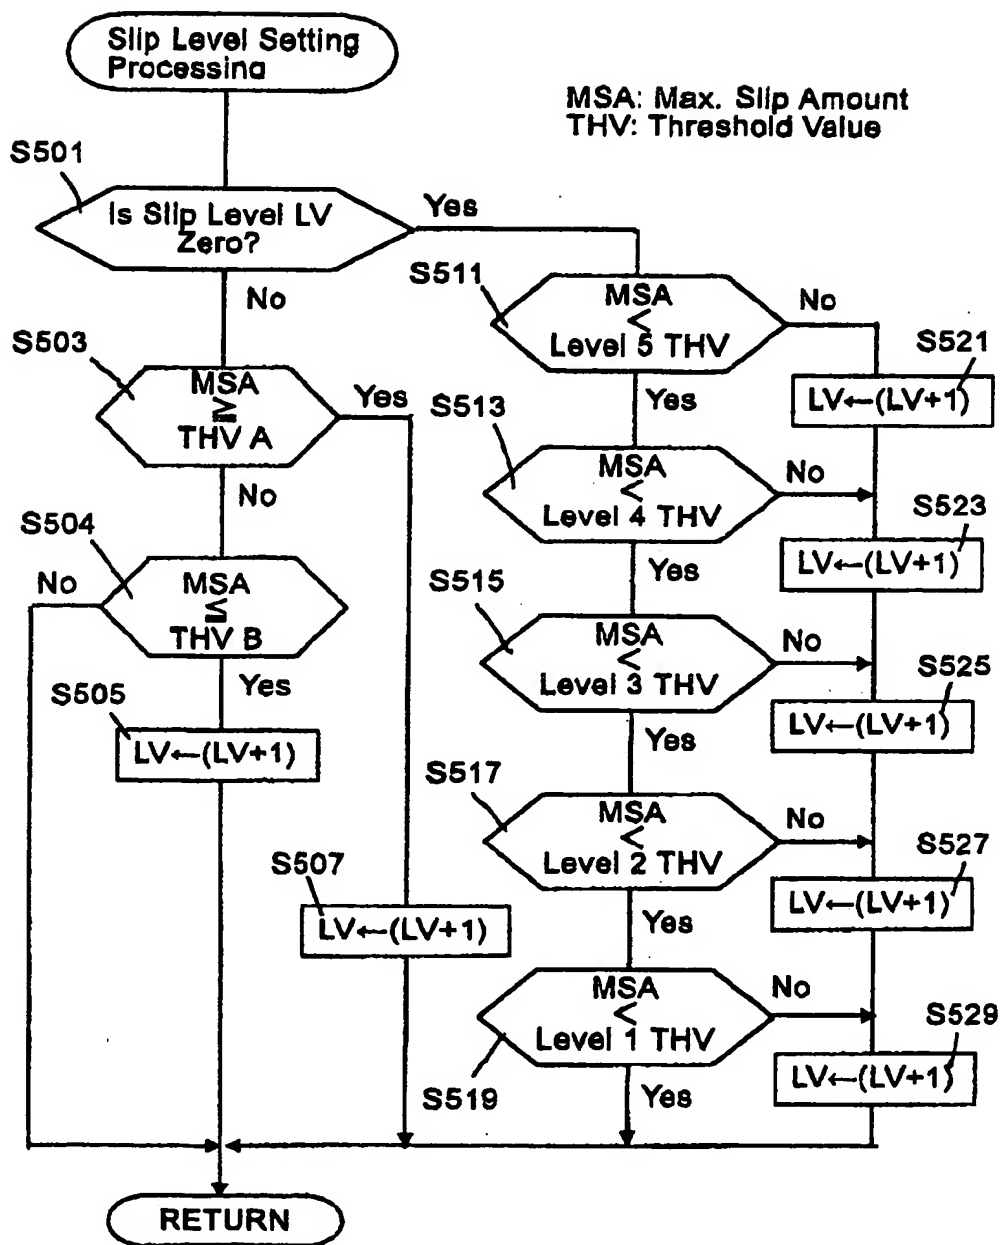 Slip Level Setting
Processing
MSA: Max. Slip Amount
THV: Threshold Value
S501
Is Slip Level LV
Zero?
Yes
No
S511
MSA
<
Level 5 THV
No
Yes
S521
LV←(LV+1)
S503
MSA
≧
THV A
Yes
No
S513
MSA
<
Level 4 THV
No
Yes
S523
LV←(LV+1)
S504
No
MSA
≦
THV B
Yes
S515
MSA
<
Level 3 THV
No
Yes
S525
LV←(LV+1)
S505
LV←(LV+1)
S517
MSA
<
Level 2 THV
No
Yes
S527
LV←(LV+1)
S507
LV←(LV+1)
MSA
<
Level 1 THV
No
S519
Yes
S529
LV←(LV+1)
RETURN